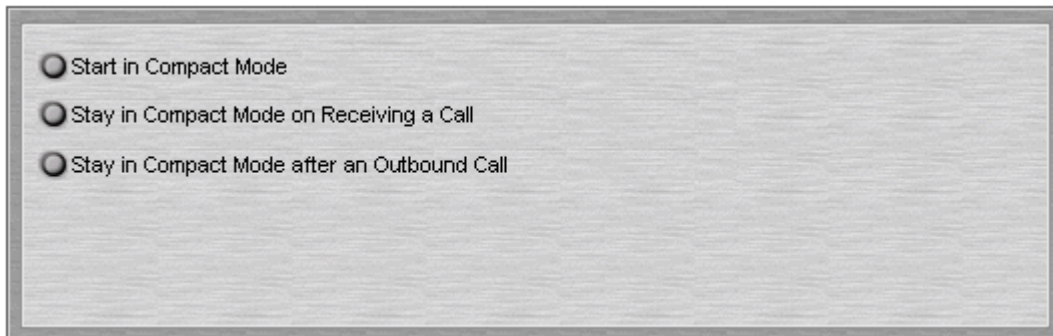 Start in Compact Mode
Stay in Compact Mode on Receiving a Call
Stay in Compact Mode after an Outbound Call